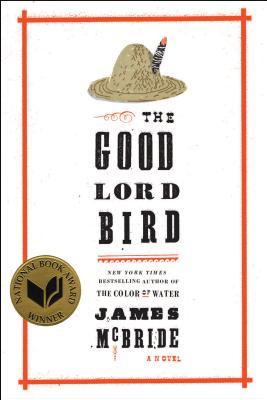 THE
GOOD
LORD
BIRD
NEW YORK TIMES
BESTSELLING AUTHOR OF
THE COLOR OF WATER
JAMES
McBRIDE
A NOVEL
NATIONAL BOOK AWARD
WINNER